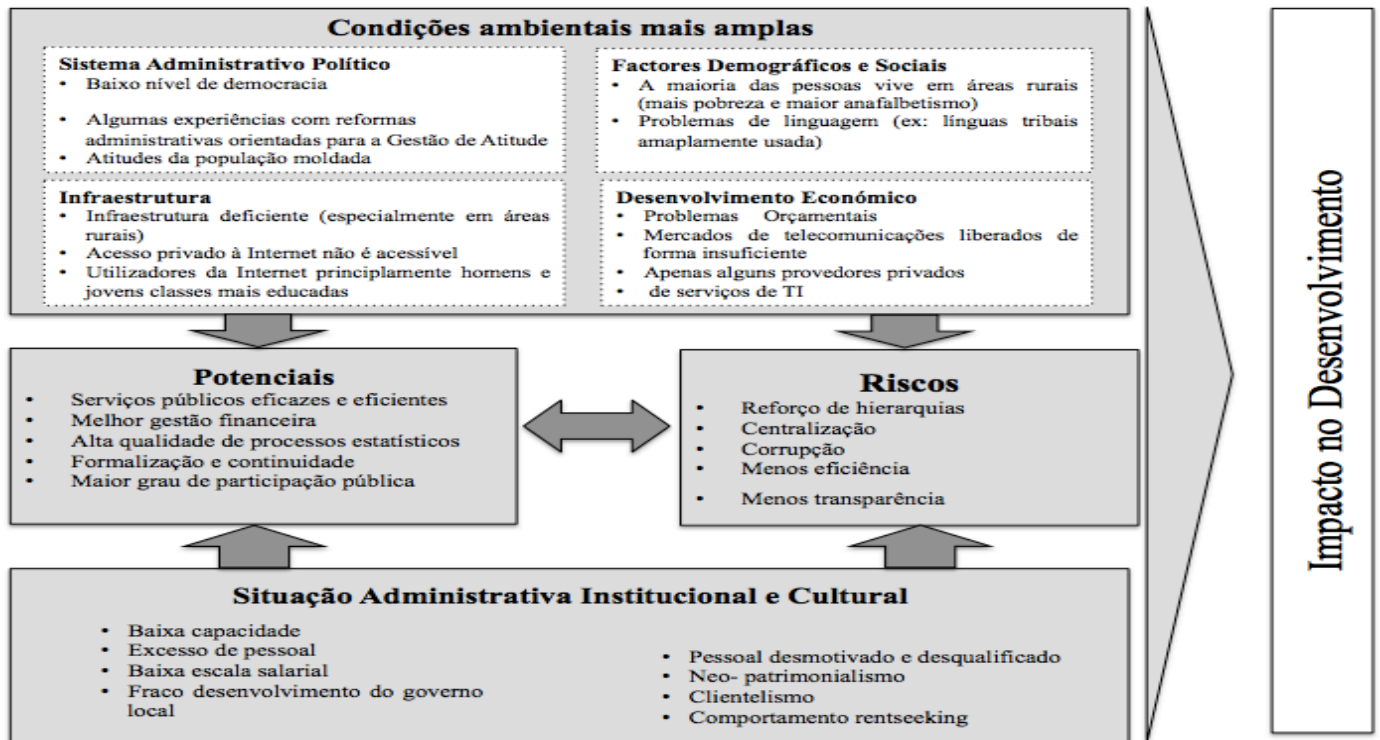 Condições ambientais mais amplas
Sistema Administrativo Político
• Baixo nível de democracia
• Algumas experiências com reformas
administrativas orientadas para a Gestão de Atitude
• Atitudes da população moldada
Factores Demográficos e Sociais
• A maioria das pessoas vive em áreas rurais
(mais pobreza e maior anafalbetismo)
• Problemas de linguagem (ex: línguas tribais
amaplamente usada)
Infraestrutura
• Infraestrutura deficiente (especialmente em áreas
rurais)
• Acesso privado à Internet não é acessível
• Utilizadores da Internet principlamente homens e
jovens classes mais educadas
Desenvolvimento Económico
• Problemas Orçamentais
• Mercados de telecomunicações liberados de
forma insuficiente
• Apenas alguns provedores privados
• de serviços de TI
Potenciais
• Serviços públicos eficazes e eficientes
• Melhor gestão financeira
• Alta qualidade de processos estatísticos
• Formalização e continuidade
• Maior grau de participação pública
Riscos
• Reforço de hierarquias
• Centralização
• Corrupção
• Menos eficiência
• Menos transparência
Situação Administrativa Institucional e Cultural
• Baixa capacidade
• Excesso de pessoal
• Baixa escala salarial
• Fraco desenvolvimento do governo
local
• Pessoal desmotivado e desqualificado
• Neo- patrimonialismo
• Clientelismo
• Comportamento rentseeking
Impacto no Desenvolvimento